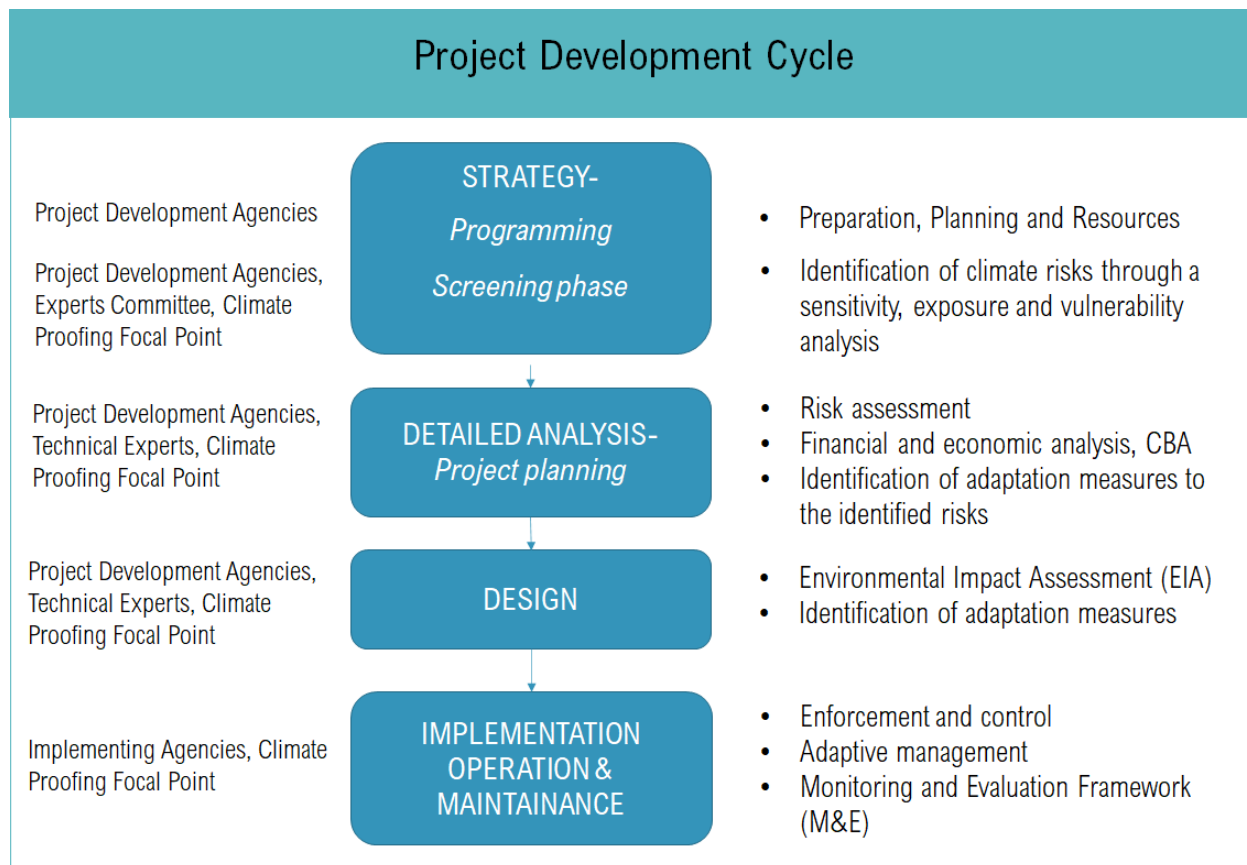 Project Development Cycle
Project Development Agencies
Project Development Agencies,
Experts Committee, Climate
Proofing Focal Point
STRATEGY-
Programming
Screening phase
• Preparation, Planning and Resources
• Identification of climate risks through a
sensitivity, exposure and vulnerability
analysis
Project Development Agencies,
Technical Experts, Climate
Proofing Focal Point
DETAILED ANALYSIS-
Project planning
• Risk assessment
• Financial and economic analysis, CBA
• Identification of adaptation measures to
the identified risks
Project Development Agencies,
Technical Experts, Climate
Proofing Focal Point
DESIGN
• Environmental Impact Assessment (EIA)
• Identification of adaptation measures
Implementing Agencies, Climate
Proofing Focal Point
IMPLEMENTATION
OPERATION &
MAINTAINANCE
• Enforcement and control
• Adaptive management
• Monitoring and Evaluation Framework
(M&E)